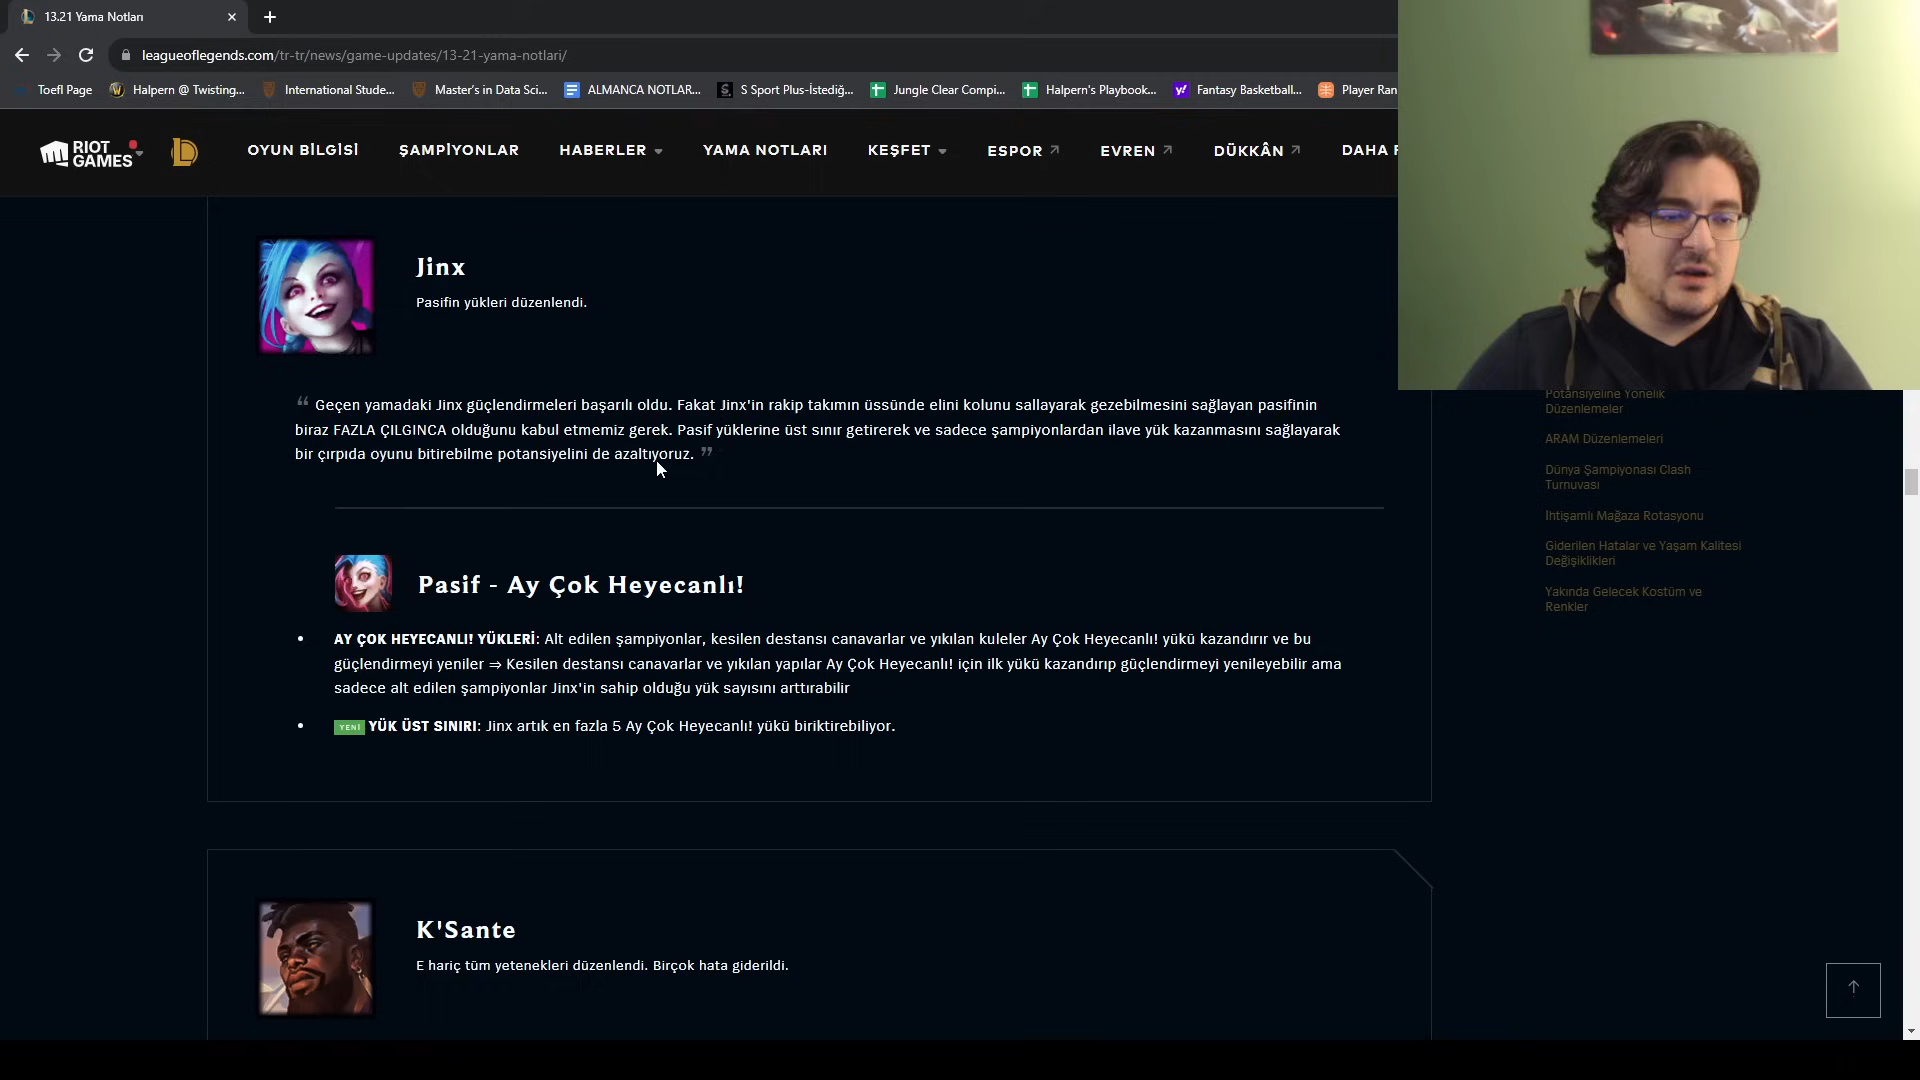 13.21 Yama Notları
leagueoflegends.com/tr-tr/news/game-updates/13-21-yama-notlari/
Toefl Page
Halpern @ Twisting...
International Stude...
Master's in Data Sci...
ALMANCA NOTLAR...
S Sport Plus-İstediğ...
Jungle Clear Compi...
Halpern's Playbook...
Fantasy Basketball...
Player Ran
RIOT
GAMES
OYUN BİLGİSİ
ŞAMPİYONLAR
HABERLER
YAMA NOTLARI
KEŞFET
ESPOR
EVREN
DÜKKÂN
DAHA F
Jinx
Pasifin yükleri düzenlendi.
“ Geçen yamadaki Jinx güçlendirmeleri başarılı oldu. Fakat Jinx'in rakip takımın üssünde elini kolunu sallayarak gezebilmesini sağlayan pasifinin
biraz FAZLA ÇILGINCA olduğunu kabul etmemiz gerek. Pasif yüklerine üst sınır getirerek ve sadece şampiyonlardan ilave yük kazanmasını sağlayarak
bir çırpıda oyunu bitirebilme potansiyelini de azaltıyoruz. ”
Pasif - Ay Çok Heyecanlı!
• AY ÇOK HEYECANLI! YÜKLERİ: Alt edilen şampiyonlar, kesilen destansı canavarlar ve yıkılan kuleler Ay Çok Heyecanlı! yükü kazandırır ve bu
güçlendirmeyi yeniler ⇒ Kesilen destansı canavarlar ve yıkılan yapılar Ay Çok Heyecanlı! için ilk yükü kazandırıp güçlendirmeyi yenileyebilir ama
sadece alt edilen şampiyonlar Jinx'in sahip olduğu yük sayısını arttırabilir
• YENİ YÜK ÜST SINIRI: Jinx artık en fazla 5 Ay Çok Heyecanlı! yükü biriktirebiliyor.
K'Sante
E hariç tüm yetenekleri düzenlendi. Birçok hata giderildi.
Potansiyeline Yönelik
Düzenlemeler
ARAM Düzenlemeleri
Dünya Şampiyonası Clash
Turnuvası
İhtişamlı Mağaza Rotasyonu
Giderilen Hatalar ve Yaşam Kalitesi
Değişiklikleri
Yakında Gelecek Kostüm ve
Renkler